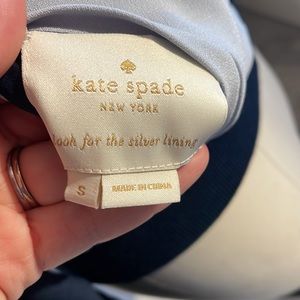 kate spade
NEW YORK
look for the silver lining
S
MADE IN CHINA